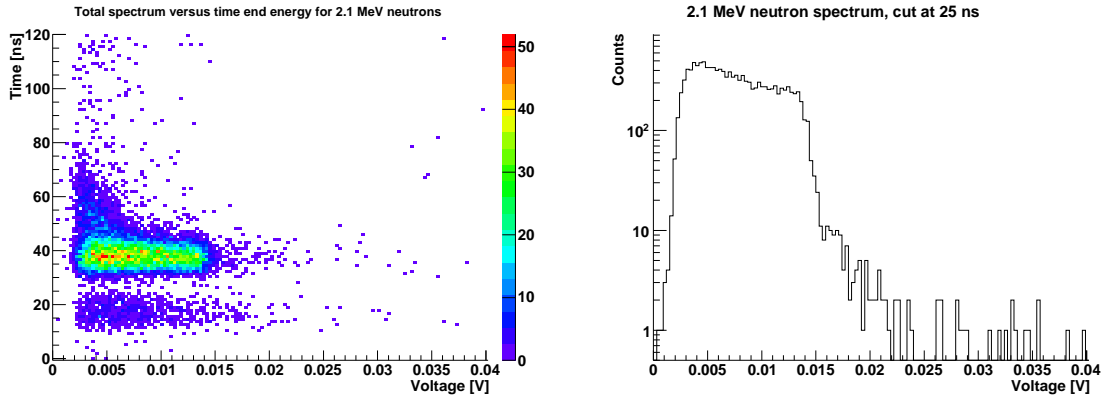 Total spectrum versus time end energy for 2.1 MeV neutrons
Time [ns]
120
100
80
60
40
20
0
0 0.005 0.01 0.015 0.02 0.025 0.03 0.035 0.04
Voltage [V]
50
40
30
20
10
0
2.1 MeV neutron spectrum, cut at 25 ns
Counts
10²
10
1
0 0.005 0.01 0.015 0.02 0.025 0.03 0.035 0.04
Voltage [V]